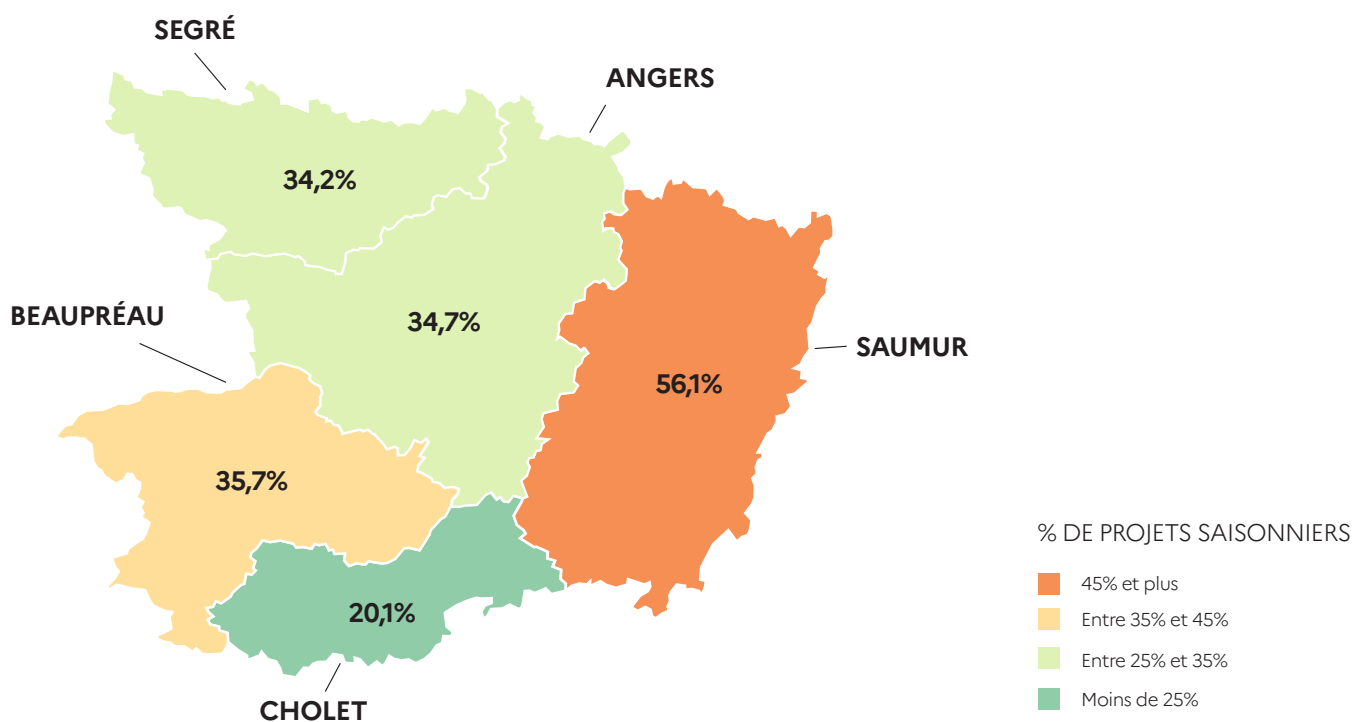 SEGRÉ
ANGERS
34,2%
BEAUPRÉAU
34,7%
SAUMUR
56,1%
35,7%
20,1%
CHOLET
% DE PROJETS SAISONNIERS
45% et plus
Entre 35% et 45%
Entre 25% et 35%
Moins de 25%